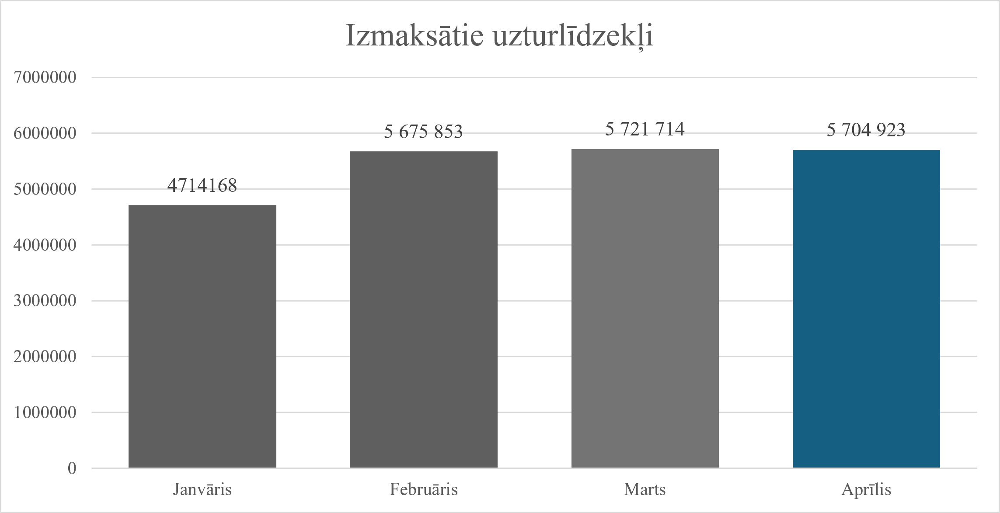 Izmaksātie uzturlīdzekļi
7000000
6000000
5000000
4000000
3000000
2000000
1000000
0
4714168
5 675 853
5 721 714
5 704 923
Janvāris
Februāris
Marts
Aprīlis